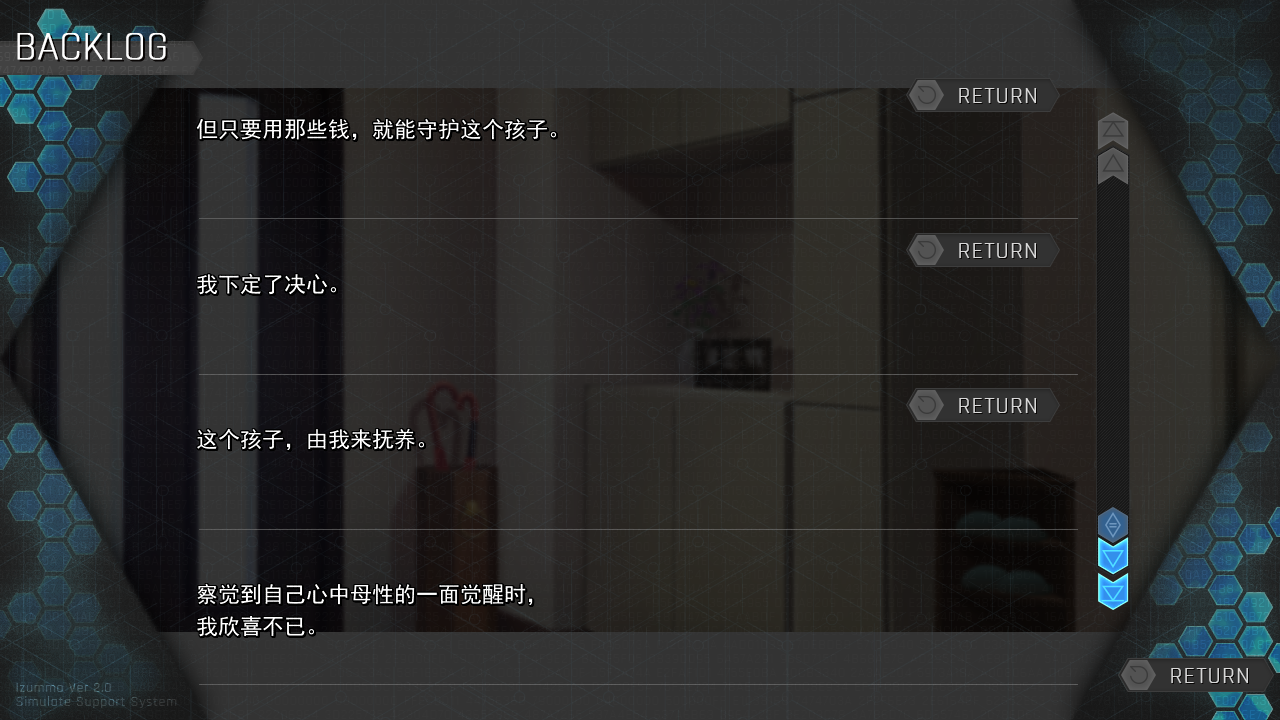 BACKLOG
RETURN
但只要用那些钱，就能守护这个孩子。
RETURN
我下定了决心。
RETURN
这个孩子，由我来抚养。
察觉到自己心中母性的一面觉醒时，
我欣喜不已。
RETURN
Izumma Ver 2.0
Simulate Support System